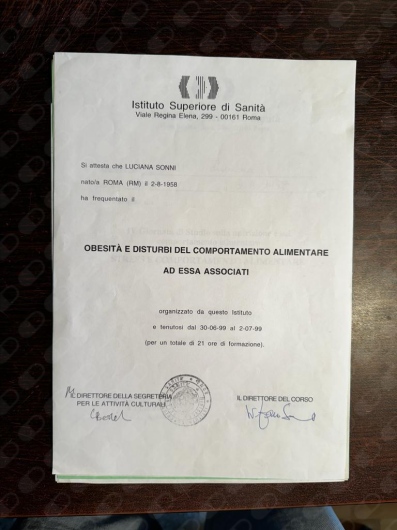 Istituto Superiore di Sanità
Viale Regina Elena, 299 - 00161 Roma
Si attesta che LUCIANA SONNI
nato/a ROMA (RM) il 2-8-1958
ha frequentato il
OBESITÀ E DISTURBI DEL COMPORTAMENTO ALIMENTARE
AD ESSA ASSOCIATI
organizzato da questo Istituto
e tenutosi dal 30-06-99 al 2-07-99
(per un totale di 21 ore di formazione).
IL DIRETTORE DELLA SEGRETERIA
PER LE ATTIVITÀ CULTURALI
IL DIRETTORE DEL CORSO